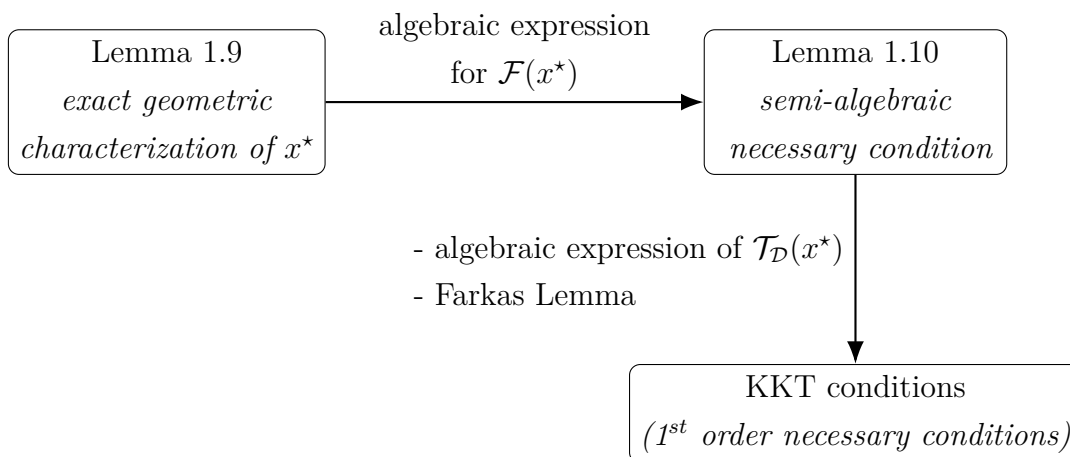 Lemma 1.9
exact geometric
characterization of x⋆
algebraic expression
for ℱ(x⋆)
Lemma 1.10
semi-algebraic
necessary condition
- algebraic expression of 𝒯_𝒟(x⋆)
- Farkas Lemma
KKT conditions
(1st order necessary conditions)